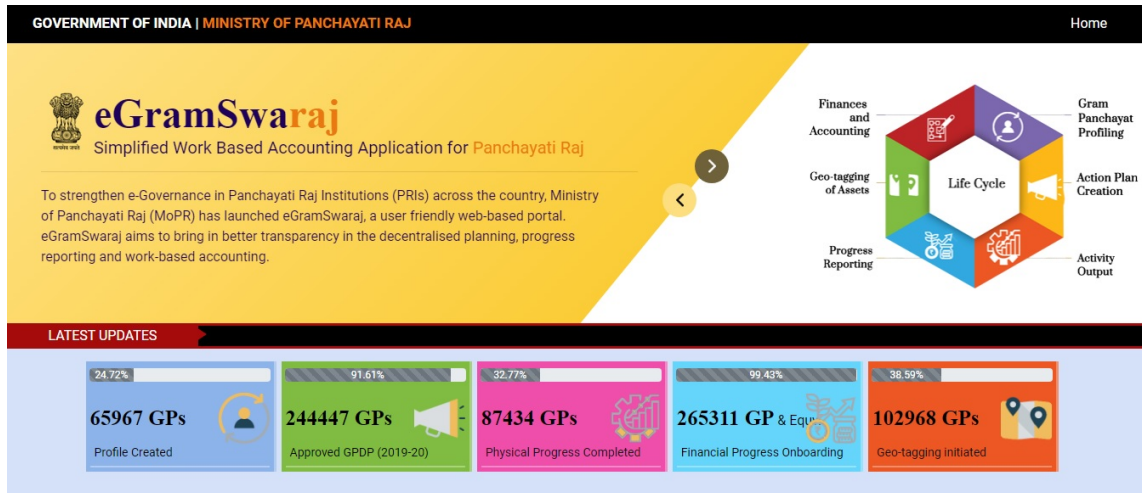 GOVERNMENT OF INDIA | MINISTRY OF PANCHAYATI RAJ
Home
eGramSwaraj
Simplified Work Based Accounting Application for Panchayati Raj
To strengthen e-Governance in Panchayati Raj Institutions (PRIs) across the country, Ministry
of Panchayati Raj (MoPR) has launched eGramSwaraj, a user friendly web-based portal.
eGramSwaraj aims to bring in better transparency in the decentralised planning, progress
reporting and work-based accounting.
Finances
and
Accounting
Gram
Panchayat
Profiling
Geo-tagging
of Assets
Life Cycle
Action Plan
Creation
Progress
Reporting
Activity
Output
LATEST UPDATES
24.72%
65967 GPs
Profile Created
91.61%
244447 GPs
Approved GPDP (2019-20)
32.77%
87434 GPs
Physical Progress Completed
99.43%
265311 GP & Equ
Financial Progress Onboarding
38.59%
102968 GPs
Geo-tagging initiated